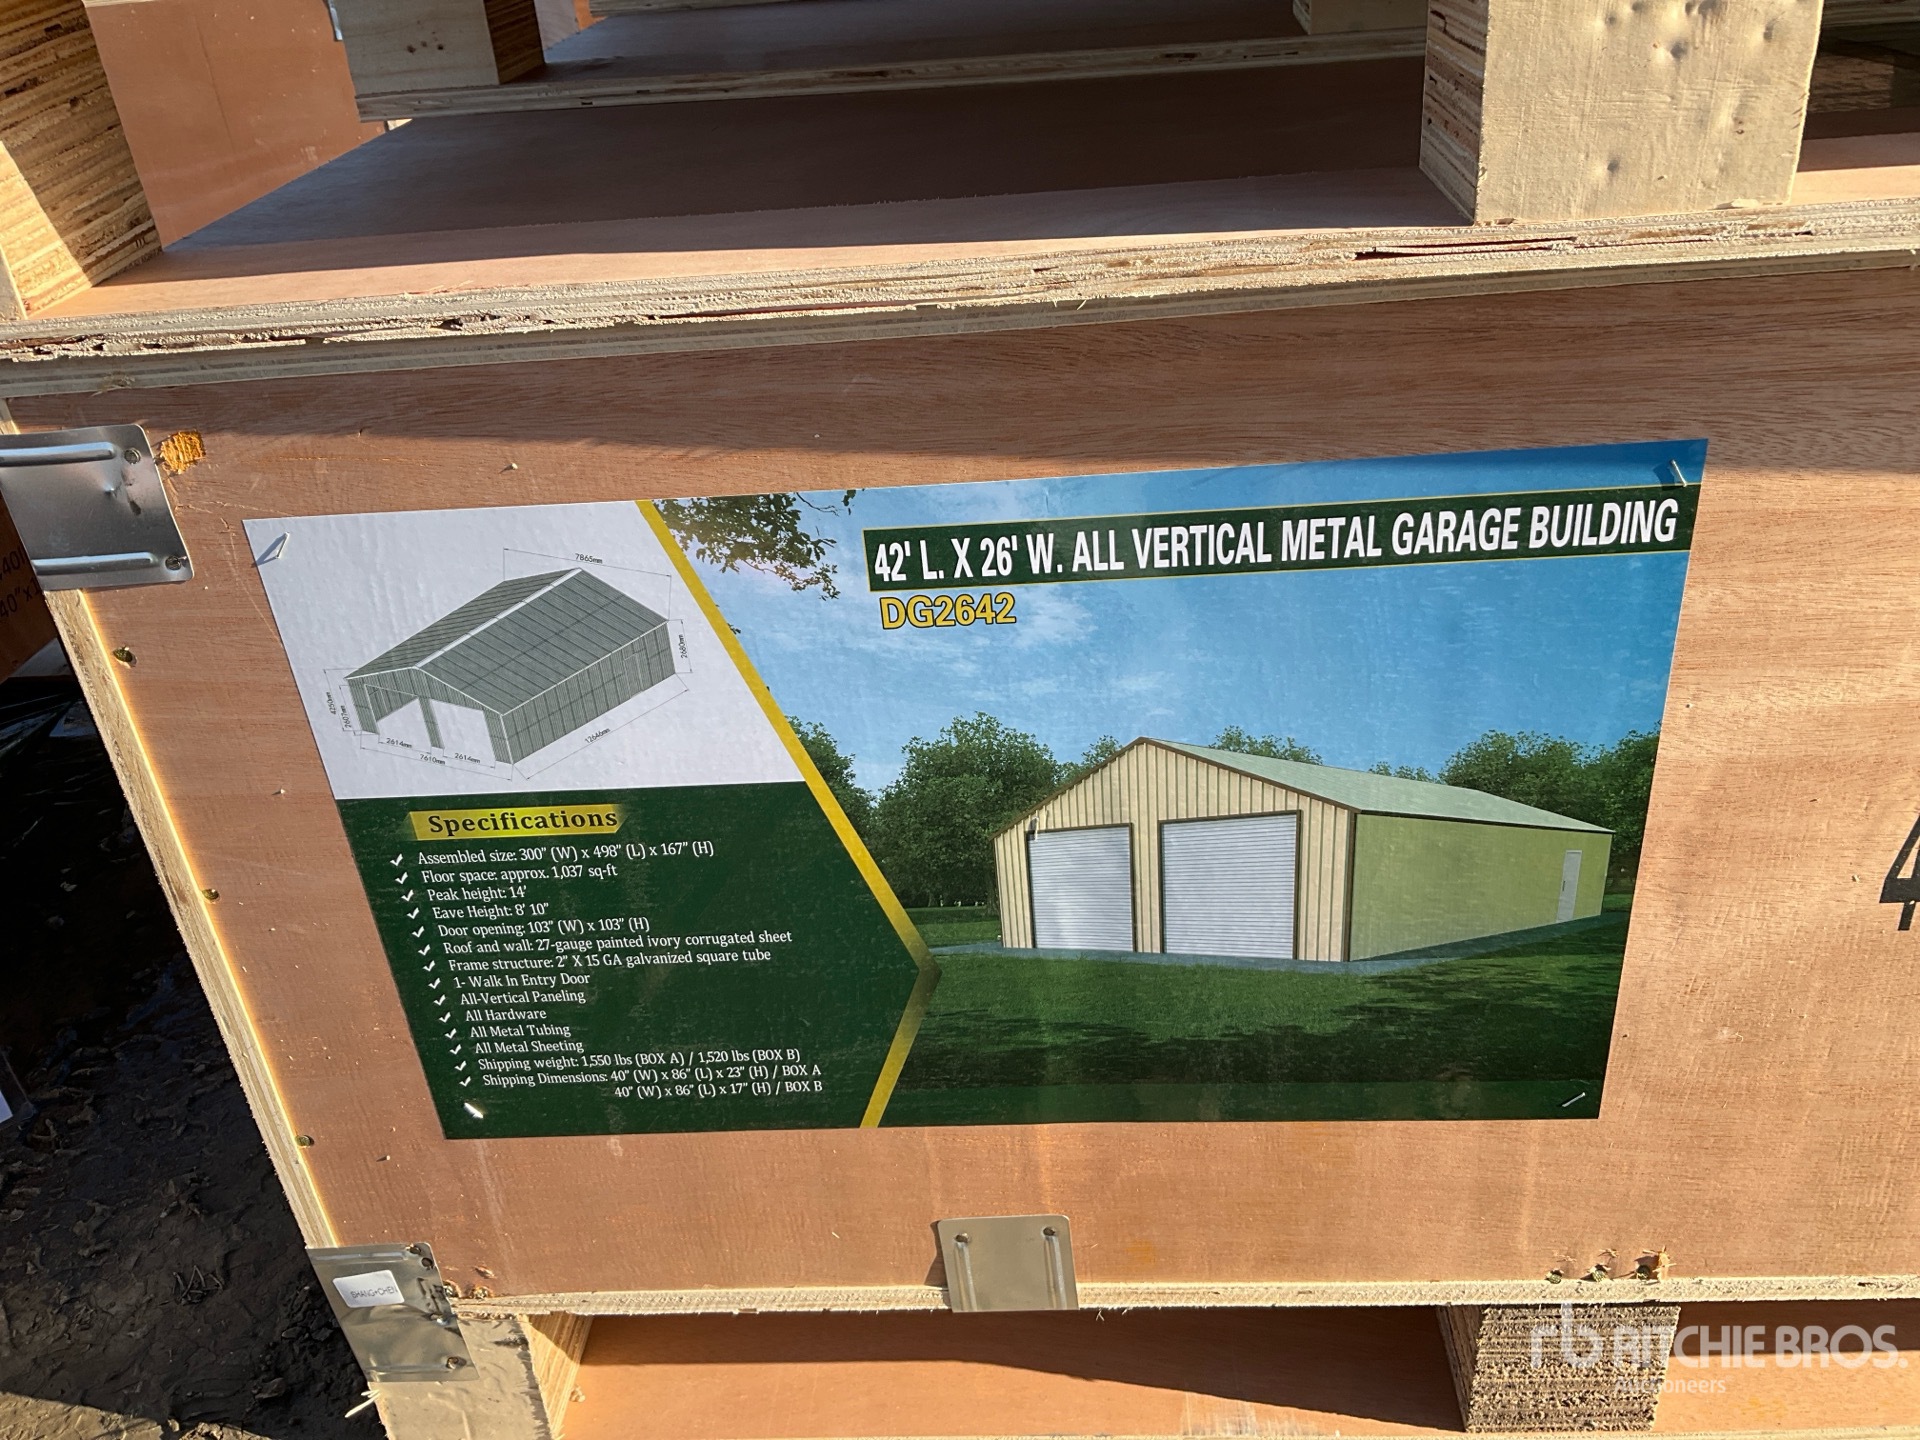 42' L. X 26' W. ALL VERTICAL METAL GARAGE BUILDING
DG2642
7865mm
2680mm
4250mm
2607mm
2614mm
2614mm
7610mm
12646mm
Specifications
✓ Assembled size: 300" (W) x 498" (L) x 167" (H)
✓ Floor space: approx. 1,037 sq-ft
✓ Peak height: 14'
✓ Eave Height: 8' 10"
✓ Door opening: 103" (W) x 103" (H)
✓ Roof and wall: 27-gauge painted ivory corrugated sheet
✓ Frame structure: 2" X 15 GA galvanized square tube
✓ 1- Walk In Entry Door
✓ All-Vertical Paneling
✓ All Hardware
✓ All Metal Tubing
✓ All Metal Sheeting
✓ Shipping weight: 1,550 lbs (BOX A) / 1,520 lbs (BOX B)
✓ Shipping Dimensions: 40" (W) x 86" (L) x 23" (H) / BOX A
40" (W) x 86" (L) x 17" (H) / BOX B
4
rb RITCHIE BROS.
Auctioneers